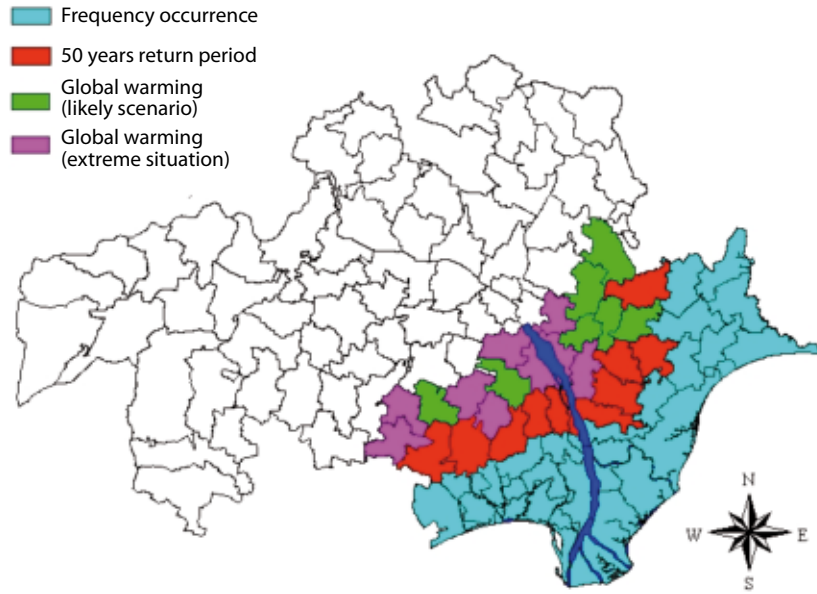 Frequency occurrence
50 years return period
Global warming
(likely scenario)
Global warming
(extreme situation)
N
W E
S